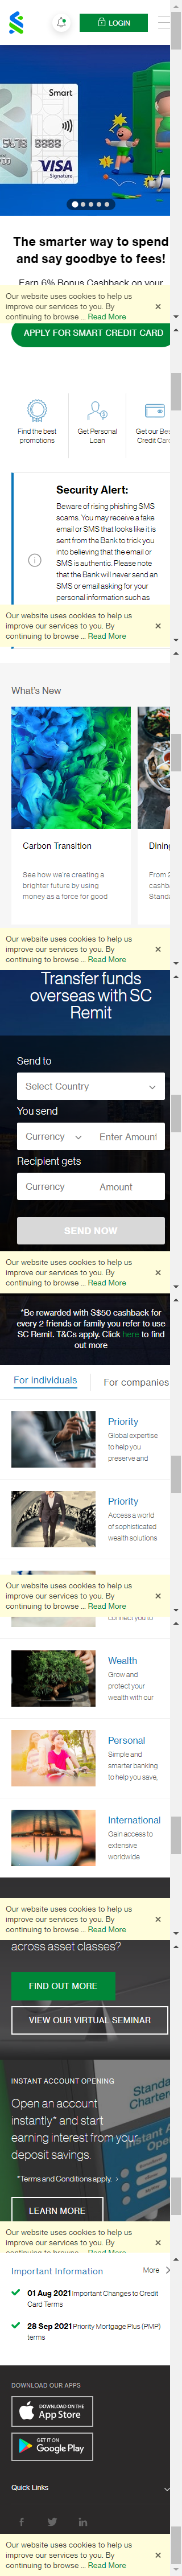 LOGIN
Smart
5678 8888
VISA
Signature
The smarter way to spend
and say goodbye to fees!
Earn 6% Bonus Cashback on your
Our website uses cookies to help us
improve our services to you. By
continuing to browse ... Read More
APPLY FOR SMART CREDIT CARD
Find the best
promotions
Get Personal
Loan
Get our Bes
Credit Card
Security Alert:
Beware of rising phishing SMS
scams. You may receive a fake
email or SMS that looks like it is
sent from the Bank to trick you
into believing that the email or
SMS is authentic. Please note
that the Bank will never send an
SMS or email asking for your
personal information such as
Our website uses cookies to help us
improve our services to you. By
continuing to browse ... Read More
What's New
Carbon Transition
See how we're creating a
brighter future by using
money as a force for good
Dining
From 2
cashb
Standa
Our website uses cookies to help us
improve our services to you. By
continuing to browse ... Read More
Transfer funds
overseas with SC
Remit
Send to
Select Country
You send
Currency
Enter Amount
Recipient gets
Currency
Amount
SEND NOW
Our website uses cookies to help us
improve our services to you. By
continuing to browse ... Read More
*Be rewarded with S$50 cashback for
every 2 friends or family you refer to use
SC Remit. T&Cs apply. Click here to find
out more
For individuals
For companies
Priority
Global expertise
to help you
preserve and
Priority
Access a world
of sophisticated
wealth solutions
Our website uses cookies to help us
improve our services to you. By
continuing to browse ... Read More
connect you to
Wealth
Grow and
protect your
wealth with our
Personal
Simple and
smarter banking
to help you save,
International
Gain access to
extensive
worldwide
Our website uses cookies to help us
improve our services to you. By
continuing to browse ... Read More
across asset classes?
FIND OUT MORE
VIEW OUR VIRTUAL SEMINAR
INSTANT ACCOUNT OPENING
Open an account
instantly* and start
earning interest from your
deposit savings.
*Terms and Conditions apply.
LEARN MORE
Standa
Charter
Instant A
Our website uses cookies to help us
improve our services to you. By
continuing to browse ... Read More
Important Information
More
01 Aug 2021 Important Changes to Credit
Card Terms
28 Sep 2021 Priority Mortgage Plus (PMP)
terms
DOWNLOAD OUR APPS
Download on the
App Store
GET IT ON
Google Play
Quick Links
Our website uses cookies to help us
improve our services to you. By
continuing to browse ... Read More